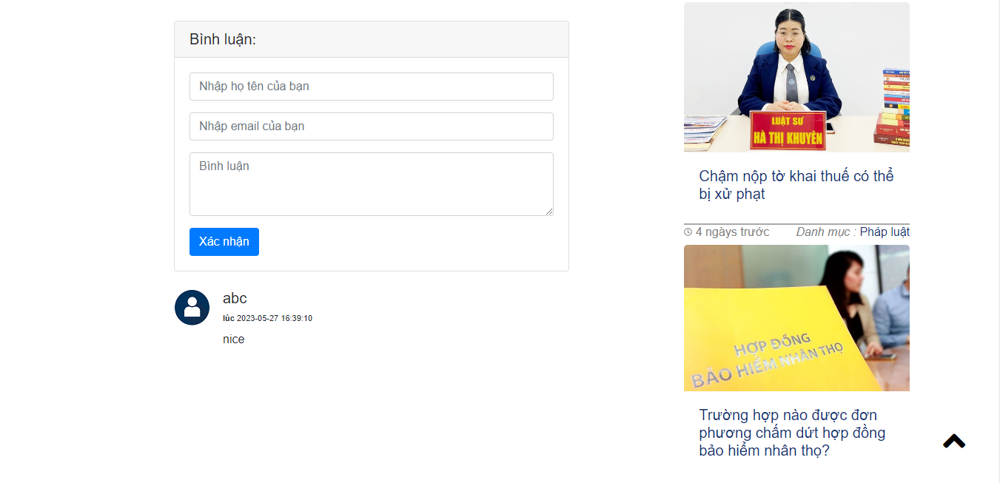 Bình luận:
Nhập họ tên của bạn
Nhập email của bạn
Bình luận
Xác nhận
abc
lúc 2023-05-27 16:39:10
nice
LUẬT SƯ
HÀ THỊ KHUYÊN
Chậm nộp tờ khai thuế có thể
bị xử phạt
4 ngàys trước Danh mục : Pháp luật
HỢP ĐỒNG
BẢO HIỂM NHÂN THỌ
Trường hợp nào được đơn
phương chấm dứt hợp đồng
bảo hiểm nhân thọ?